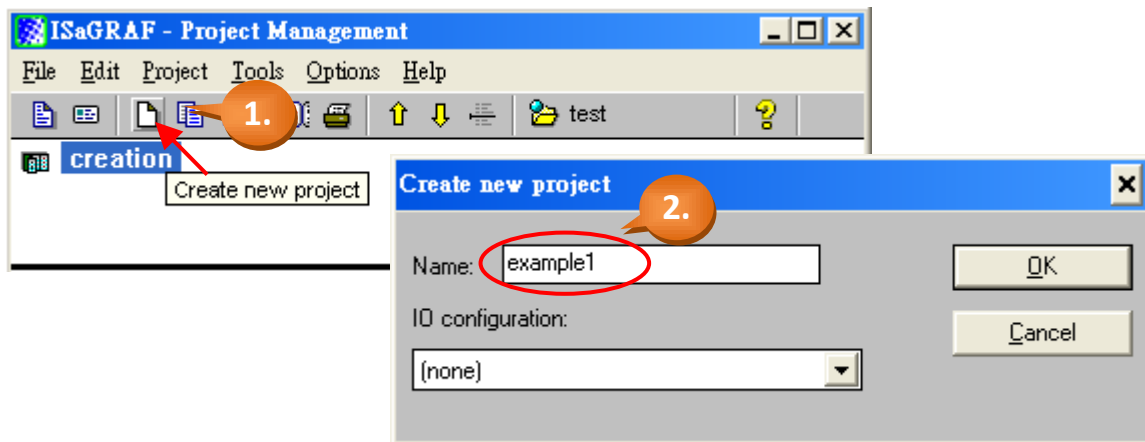 ISaGRAF - Project Management
File Edit Project Tools Options Help
1.
test
creation
Create new project
Create new project
2.
Name: example1
OK
IO configuration:
Cancel
(none)